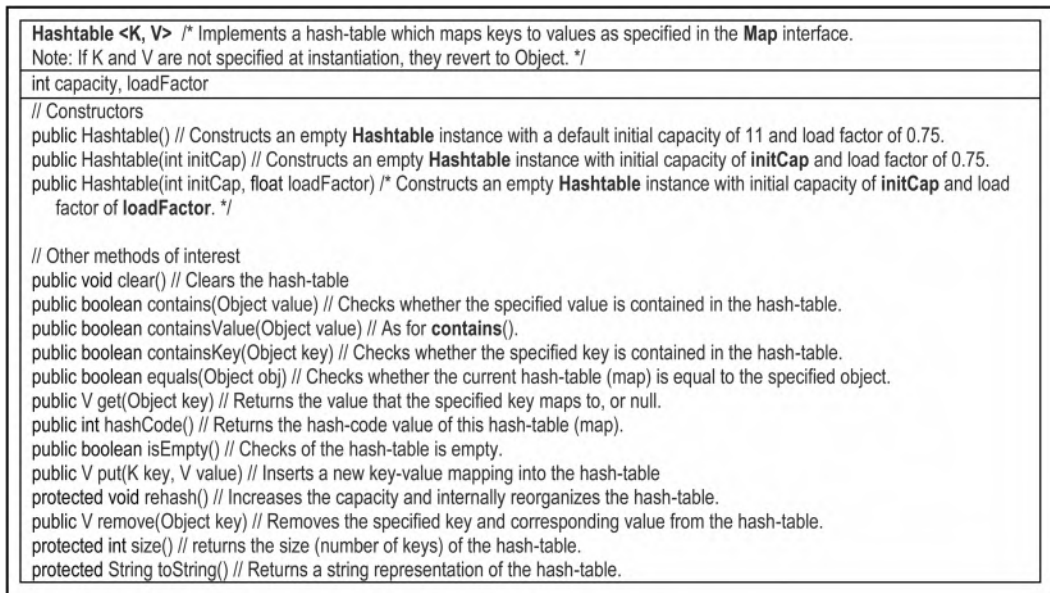 Hashtable <K, V> /* Implements a hash-table which maps keys to values as specified in the Map interface.
Note: If K and V are not specified at instantiation, they revert to Object. */
int capacity, loadFactor
// Constructors
public Hashtable() // Constructs an empty Hashtable instance with a default initial capacity of 11 and load factor of 0.75.
public Hashtable(int initCap) // Constructs an empty Hashtable instance with initial capacity of initCap and load factor of 0.75.
public Hashtable(int initCap, float loadFactor) /* Constructs an empty Hashtable instance with initial capacity of initCap and load
factor of loadFactor. */
// Other methods of interest
public void clear() // Clears the hash-table
public boolean contains(Object value) // Checks whether the specified value is contained in the hash-table.
public boolean containsValue(Object value) // As for contains().
public boolean containsKey(Object key) // Checks whether the specified key is contained in the hash-table.
public boolean equals(Object obj) // Checks whether the current hash-table (map) is equal to the specified object.
public V get(Object key) // Returns the value that the specified key maps to, or null.
public int hashCode() // Returns the hash-code value of this hash-table (map).
public boolean isEmpty() // Checks of the hash-table is empty.
public V put(K key, V value) // Inserts a new key-value mapping into the hash-table
protected void rehash() // Increases the capacity and internally reorganizes the hash-table.
public V remove(Object key) // Removes the specified key and corresponding value from the hash-table.
protected int size() // returns the size (number of keys) of the hash-table.
protected String toString() // Returns a string representation of the hash-table.